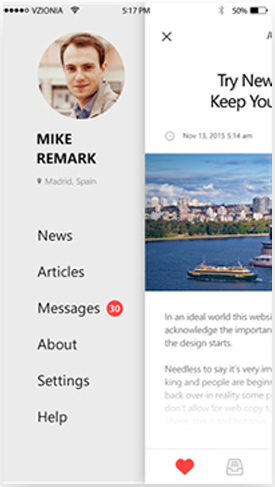 VZIONIA 5:17 PM 50%
MIKE
REMARK
Madrid, Spain
News
Articles
Messages 30
About
Settings
Help
A
Try New
Keep You
Nov 13, 2015 5:14 am
In an ideal world this websi
acknowledge the importan
the design starts.
Needless to say it's very im
king and people are beginn
back over in reality some p
don't allow for web copy t